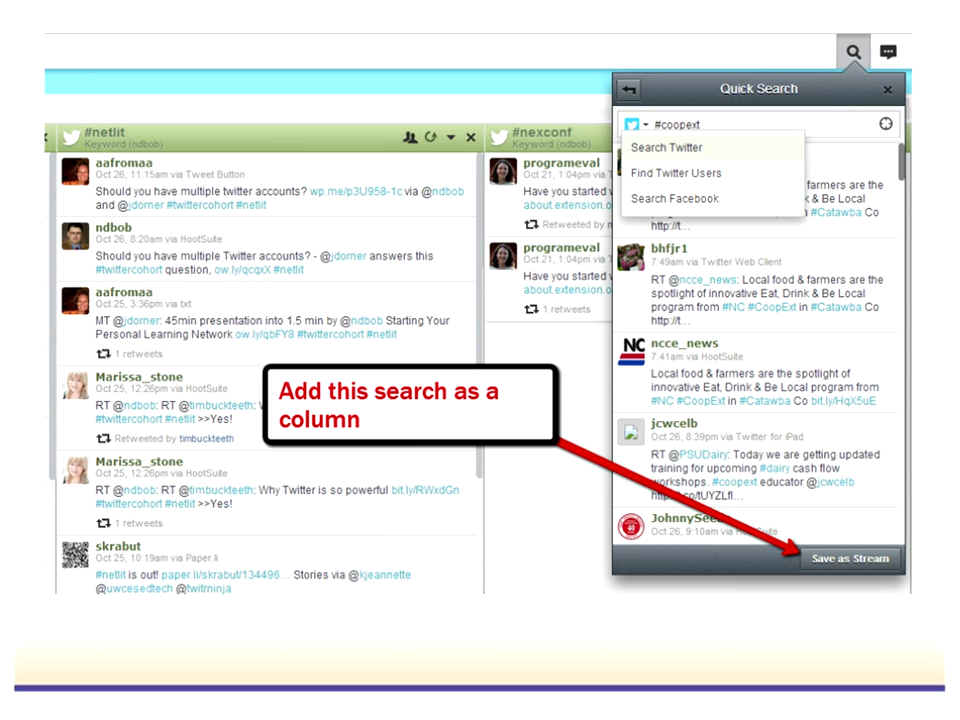 #netlit
Keyword (ndbob)
aafromaa
Oct 26, 11:15am via Tweet Button
Should you have multiple twitter accounts? wp.me/p3U958-1c via @ndbob
and @jdorner #twittercohort #netlit
ndbob
Oct 26, 8:20am via HootSuite
Should you have multiple Twitter accounts? - @jdorner answers this
#twittercohort question, ow.ly/qcqxX #netlit
aafromaa
Oct 25, 3:36pm via txt
MT @jdorner: 45min presentation into 1.5 min by @ndbob Starting Your
Personal Learning Network ow.ly/qbFY8 #twittercohort #netlit
1 retweets
Marissa_stone
Oct 25, 12:26pm via HootSuite
RT @ndbob: RT @timbuckteeth:
#twittercohort #netlit >>Yes!
Retweeted by timbuckteeth
Marissa_stone
Oct 25, 12:26pm via HootSuite
RT @ndbob: RT @timbuckteeth: Why Twitter is so powerful bit.ly/RWxdGn
#twittercohort #netlit >>Yes!
1 retweets
skrabut
Oct 25, 10:19am via Paper.li
#netlit is out! paper.li/skrabut/134496... Stories via @kjeannette
@uwcesedtech @twitrninja
#nexconf
Keyword (ndbob)
programeval
Oct 21, 1:04pm via T
Have you started
about.extension.o
Retweeted by
programeval
Oct 21, 1:04pm via T
Have you started
about.extension.o
1 retweets
Add this search as a
column
Quick Search
#coopext
Search Twitter
Find Twitter Users
Search Facebook
farmers are the
& Be Local
#Catawba Co
http://t...
bhfjr1
7:49am via Twitter Web Client
RT @ncce_news: Local food & farmers are the
spotlight of innovative Eat, Drink & Be Local
program from #NC #CoopExt in #Catawba Co
http://t...
NC
ncce_news
7:41am via HootSuite
Local food & farmers are the spotlight of
innovative Eat, Drink & Be Local program from
#NC #CoopExt in #Catawba Co bit.ly/HqX5uE
jcwcelb
Oct 26, 8:39pm via Twitter for iPad
RT @PSUDairy: Today we are getting updated
training for upcoming #dairy cash flow
workshops. #coopext educator @jcwcelb
JohnnySeed
Oct 26, 9:10am via HootSuite
Save as Stream